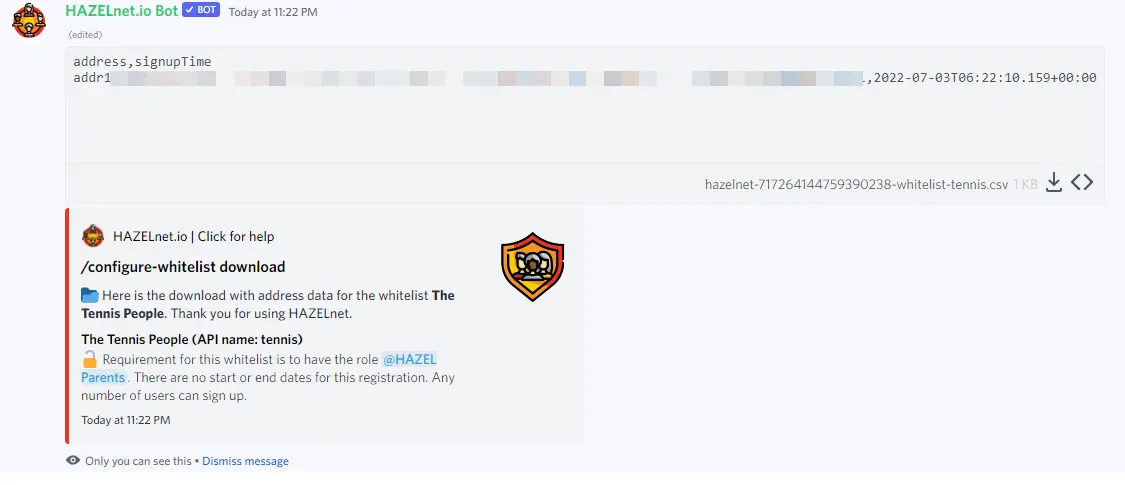 HAZELnet.io Bot ✓ BOT Today at 11:22 PM
(edited)
address,signupTime
addr1 ,2022-07-03T06:22:10.159+00:00
hazelnet-717264144759390238-whitelist-tennis.csv 1 KB
HAZELnet.io | Click for help
/configure-whitelist download
Here is the download with address data for the whitelist The
Tennis People. Thank you for using HAZELnet.
The Tennis People (API name: tennis)
Requirement for this whitelist is to have the role @HAZEL
Parents. There are no start or end dates for this registration. Any
number of users can sign up.
Today at 11:22 PM
Only you can see this • Dismiss message